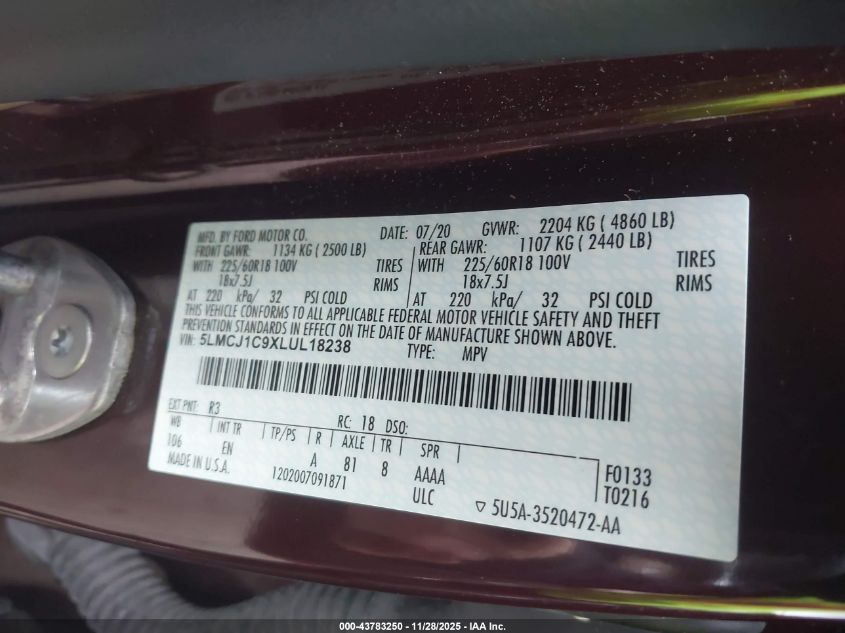 MFD. BY FORD MOTOR CO. DATE: 07/20 GVWR: 2204 KG ( 4860 LB)
FRONT GAWR: 1134 KG ( 2500 LB) REAR GAWR: 1107 KG ( 2440 LB)
WITH 225/60R18 100V TIRES WITH 225/60R18 100V TIRES
18x7.5J RIMS 18x7.5J RIMS
AT 220 kPa/ 32 PSI COLD AT 220 kPa/ 32 PSI COLD
THIS VEHICLE CONFORMS TO ALL APPLICABLE FEDERAL MOTOR VEHICLE SAFETY AND THEFT
PREVENTION STANDARDS IN EFFECT ON THE DATE OF MANUFACTURE SHOWN ABOVE.
VIN: 5LMCJ1C9XLUL18238 TYPE: MPV
EXT PNT: R3 RC: 18 DSO:
WB INT TR TP/PS R AXLE TR SPR
106 EN A 81 8 AAAA F0133
MADE IN U.S.A. 1202007091871 ULC T0216
▽ 5U5A-3520472-AA
000-43783250 - 11/28/2025 - IAA Inc.